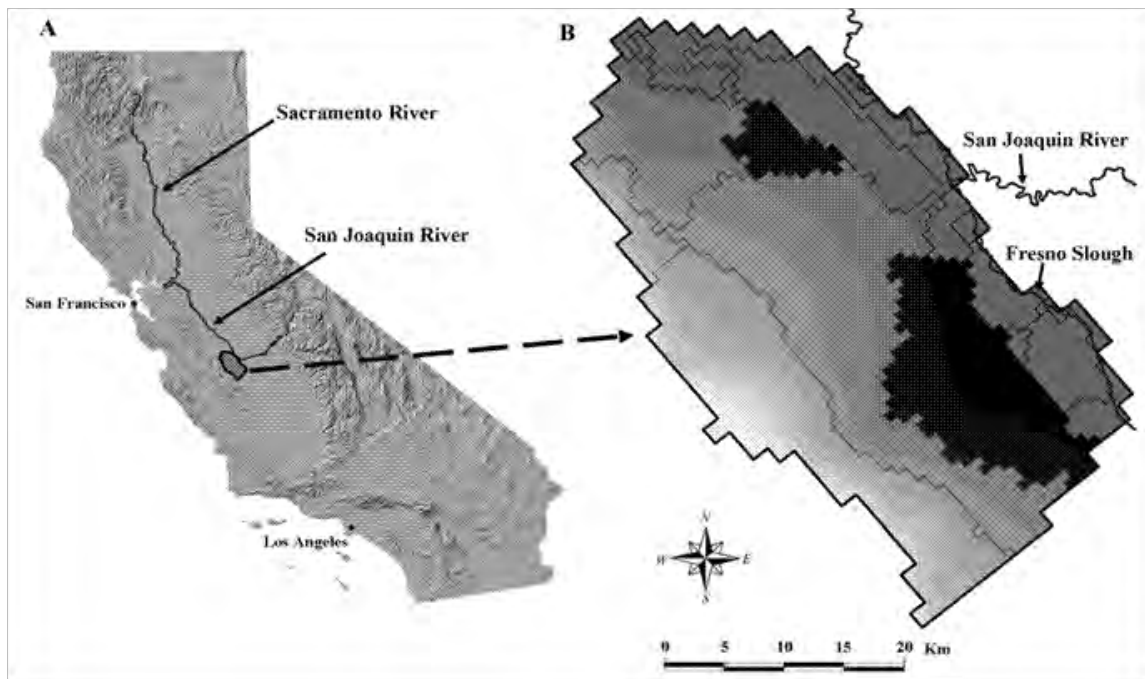 A
Sacramento River
San Joaquin River
San Francisco
Los Angeles
B
San Joaquin River
Fresno Slough
N
W E
S
0 5 10 15 20 Km